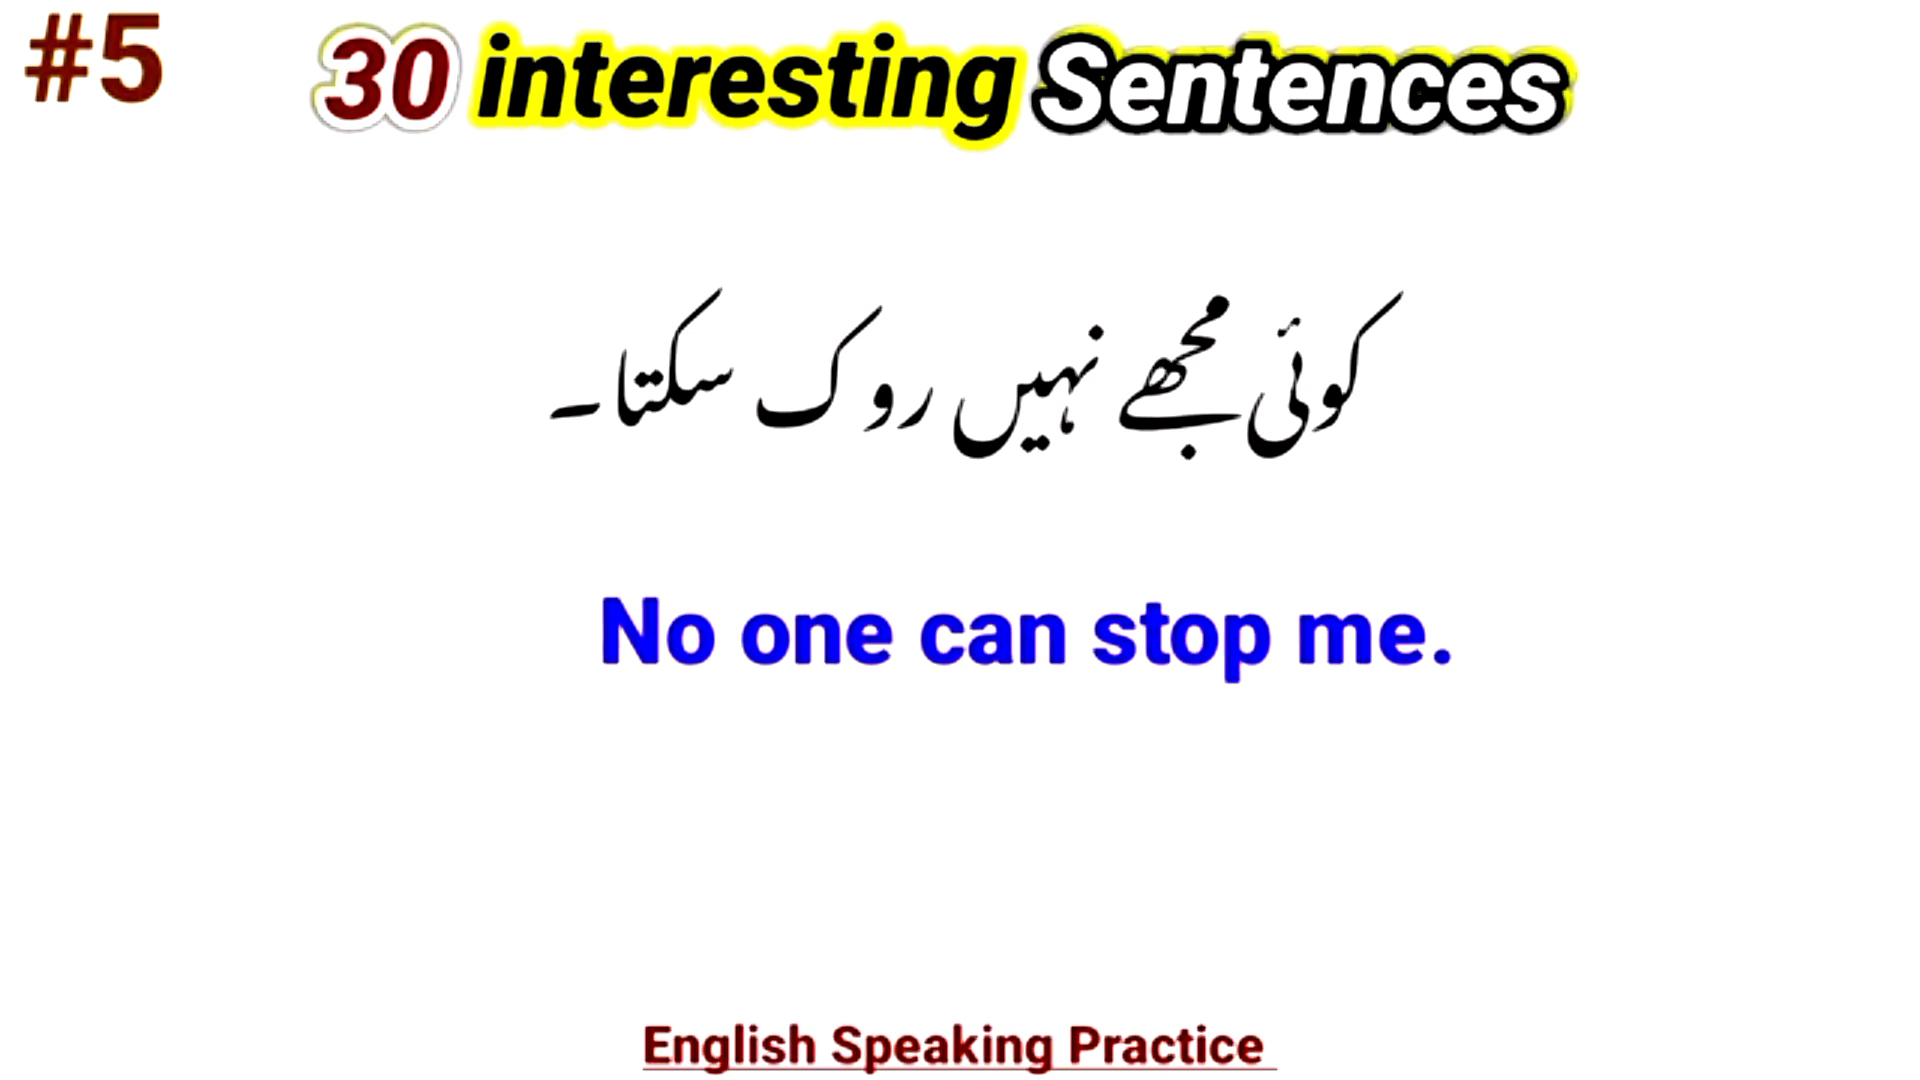 #5 30 interesting Sentences
کوئی مجھے نہیں روک سکتا۔
No one can stop me.
English Speaking Practice